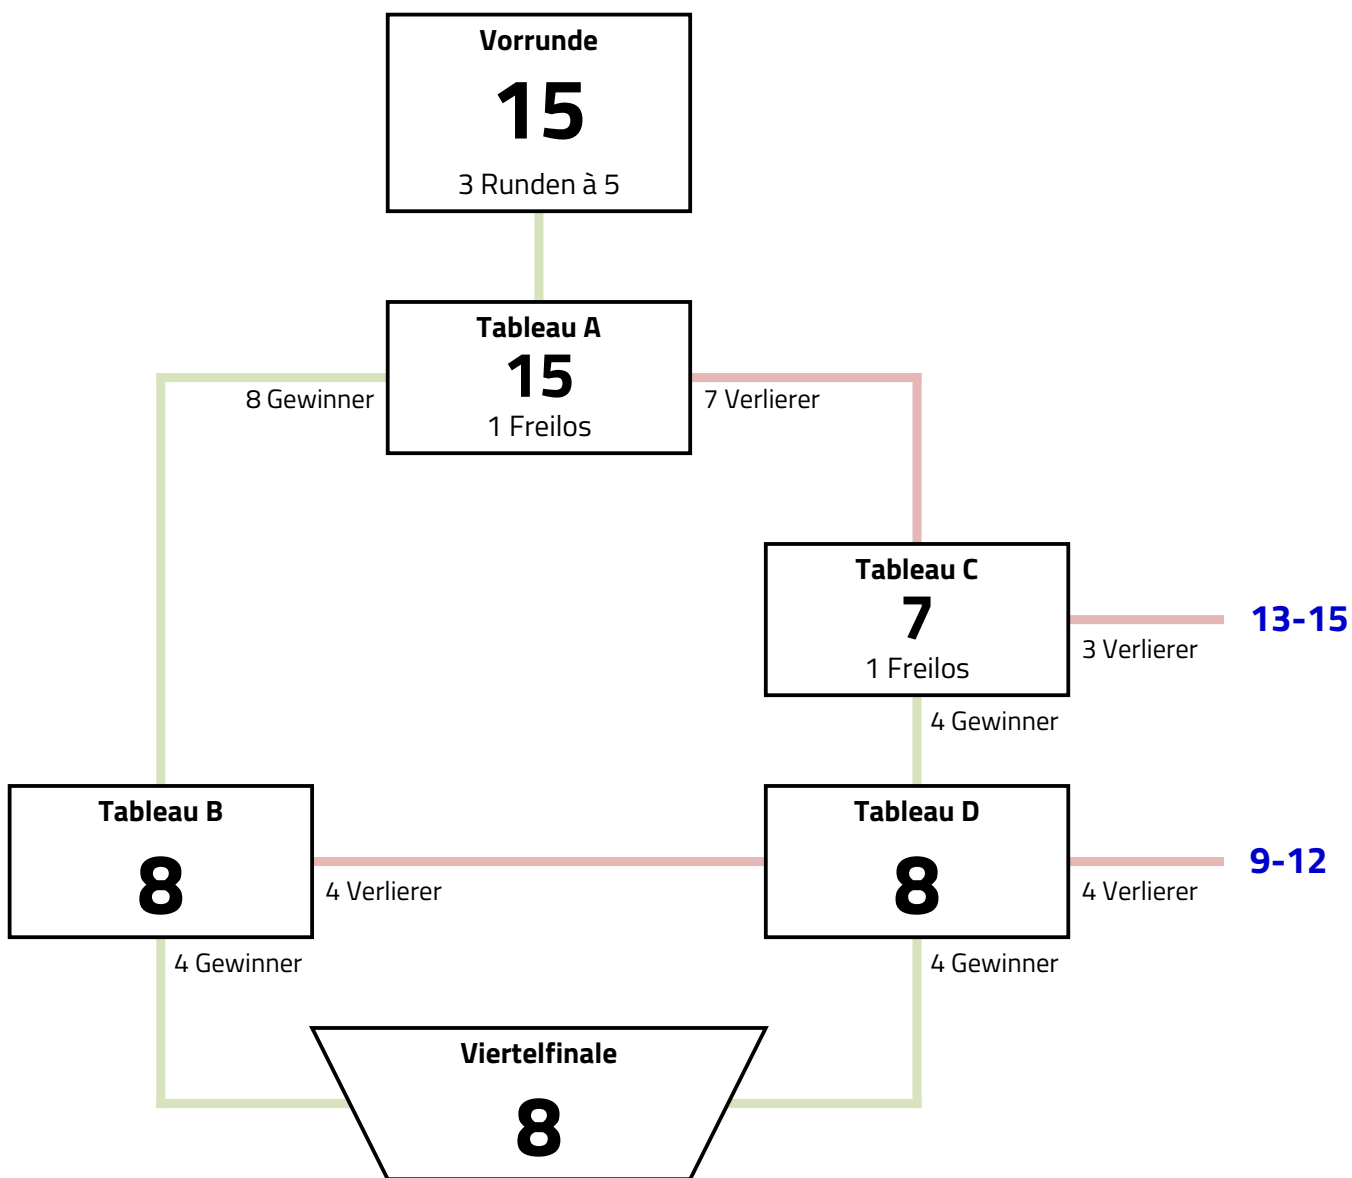 Vorrunde
15
3 Runden à 5
Tableau A
15
1 Freilos
8 Gewinner
7 Verlierer
Tableau C
7
1 Freilos
13-15
3 Verlierer
4 Gewinner
Tableau B
8
4 Verlierer
4 Gewinner
Tableau D
8
9-12
4 Verlierer
4 Gewinner
Viertelfinale
8